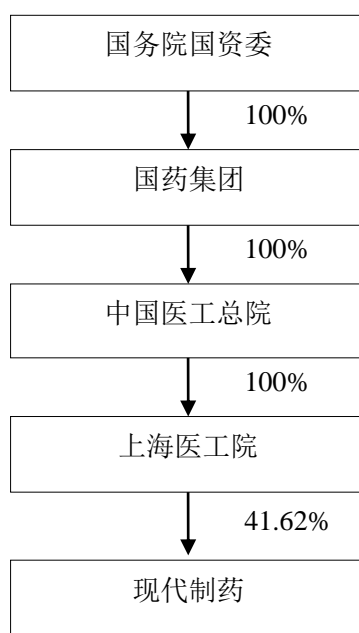 国务院国资委
100%
国药集团
100%
中国医工总院
100%
上海医工院
41.62%
现代制药